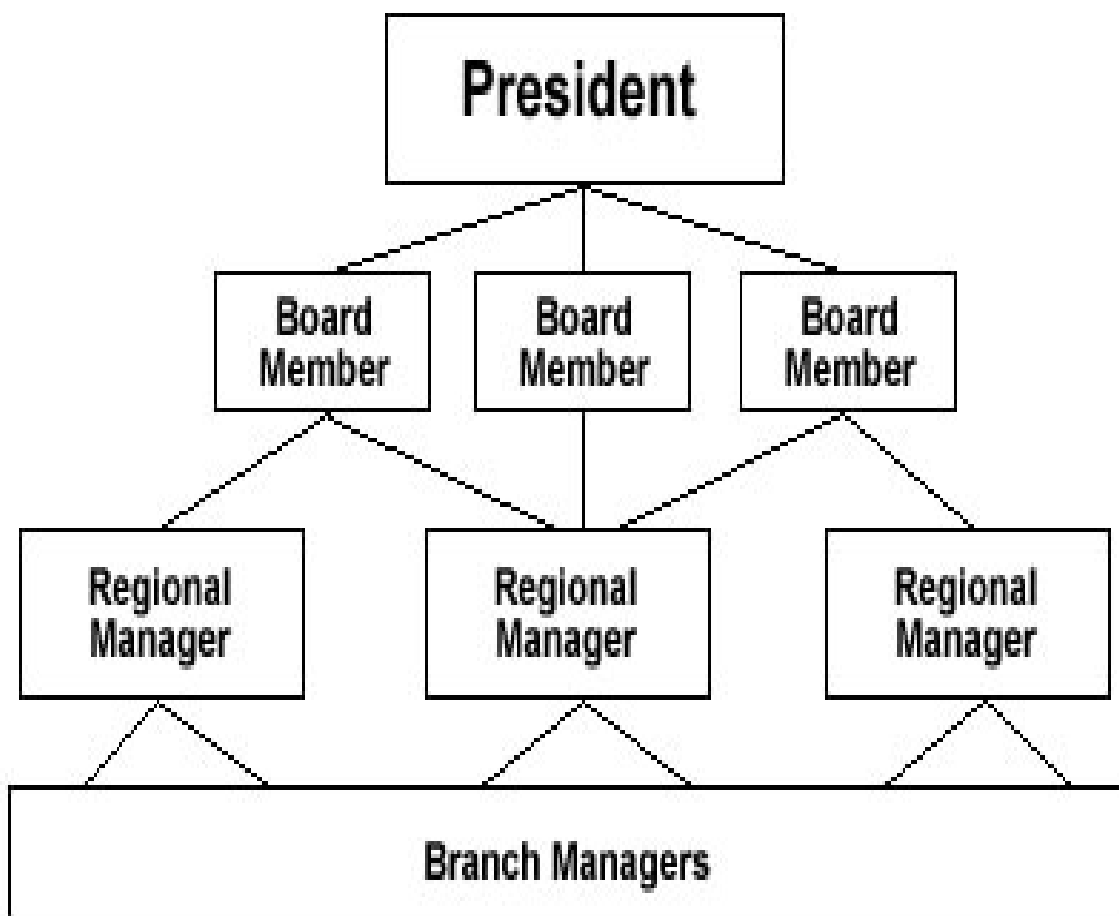 President
Board
Member
Board
Member
Board
Member
Regional
Manager
Regional
Manager
Regional
Manager
Branch Managers